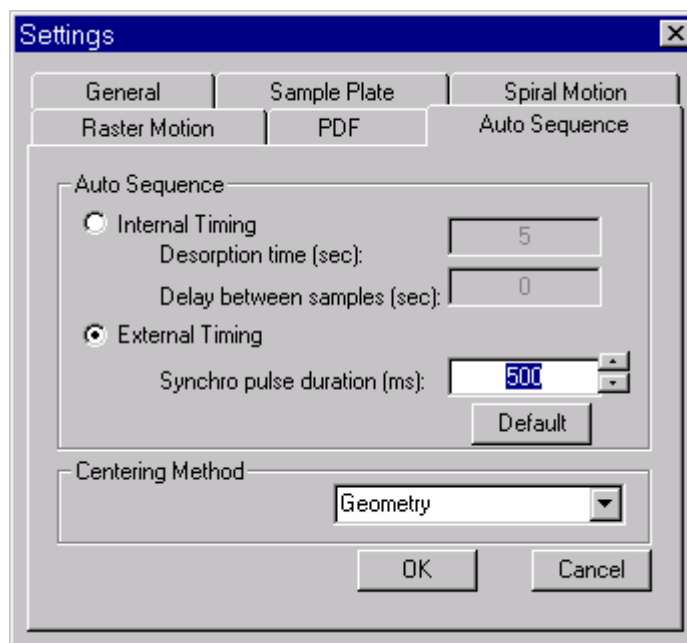 Settings
General Sample Plate Spiral Motion
Raster Motion PDF Auto Sequence
Auto Sequence
Internal Timing
Desorption time (sec): 5
Delay between samples (sec): 0
External Timing
Synchro pulse duration (ms): 500
Default
Centering Method
Geometry
OK Cancel